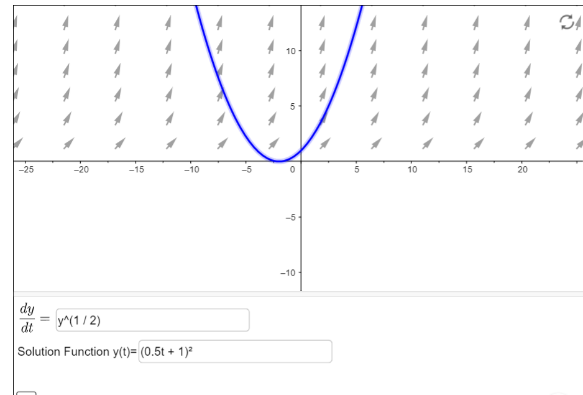 10
5
−25 −20 −15 −10 −5 0 5 10 15 20
−5
−10
dy/dt = y^(1 / 2)
Solution Function y(t)= (0.5t + 1)²